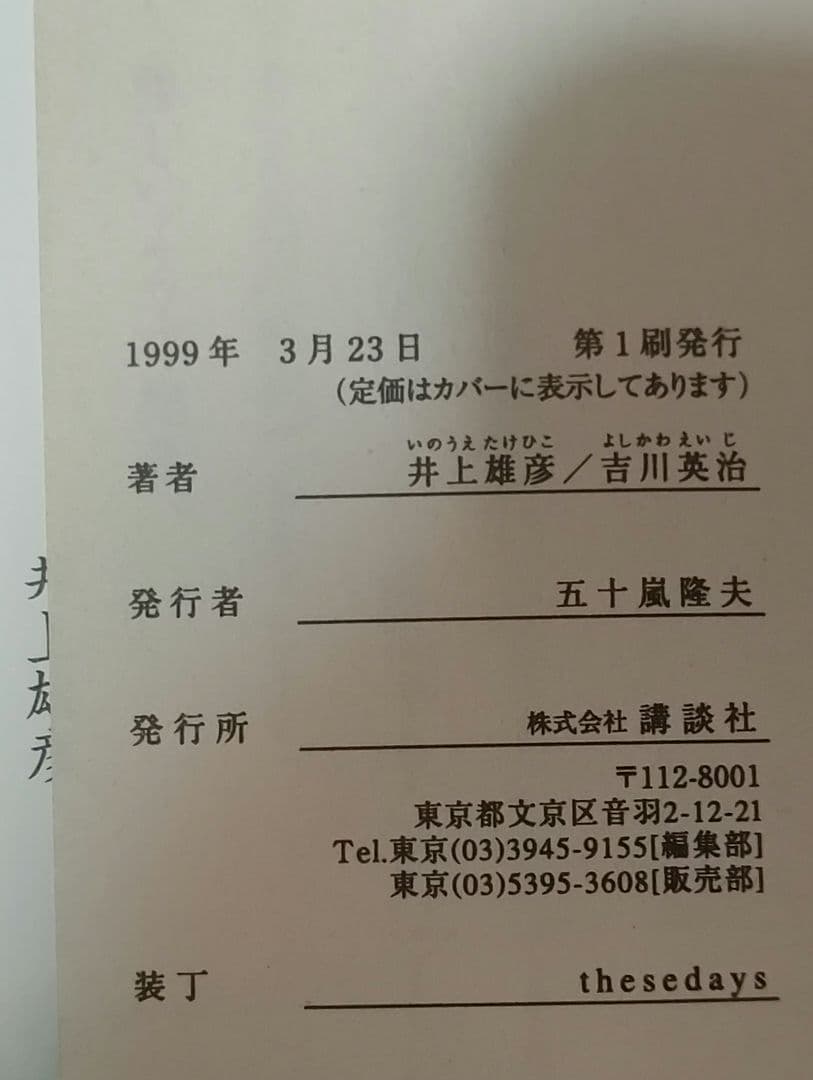 1999年 3月23日 第1刷発行
(定価はカバーに表示してあります)
いのうえたけひこ よしかわえいじ
著者 井上雄彦／吉川英治
発行者 五十嵐隆夫
発行所 株式会社 講談社
〒112-8001
東京都文京区音羽2-12-21
Tel.東京(03)3945-9155[編集部]
東京(03)5395-3608[販売部]
装丁 thesedays
井上雄彦